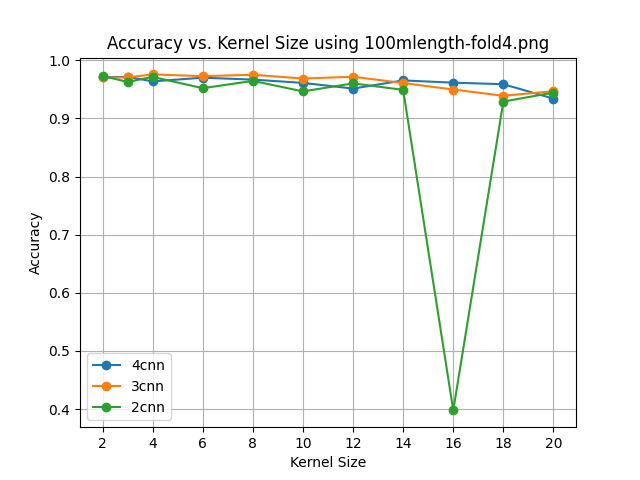 Accuracy vs. Kernel Size using 100mlength-fold4.png
1.0
0.9
0.8
0.7
0.6
0.5
0.4
Accuracy
4cnn
3cnn
2cnn
2 4 6 8 10 12 14 16 18 20
Kernel Size